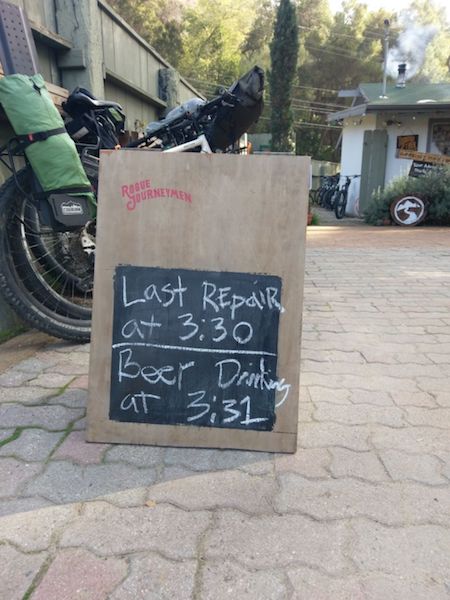 ROGUE
JOURNEYMEN
LAST REPAIR
at 3:30
Beer Drinking
AT 3:31